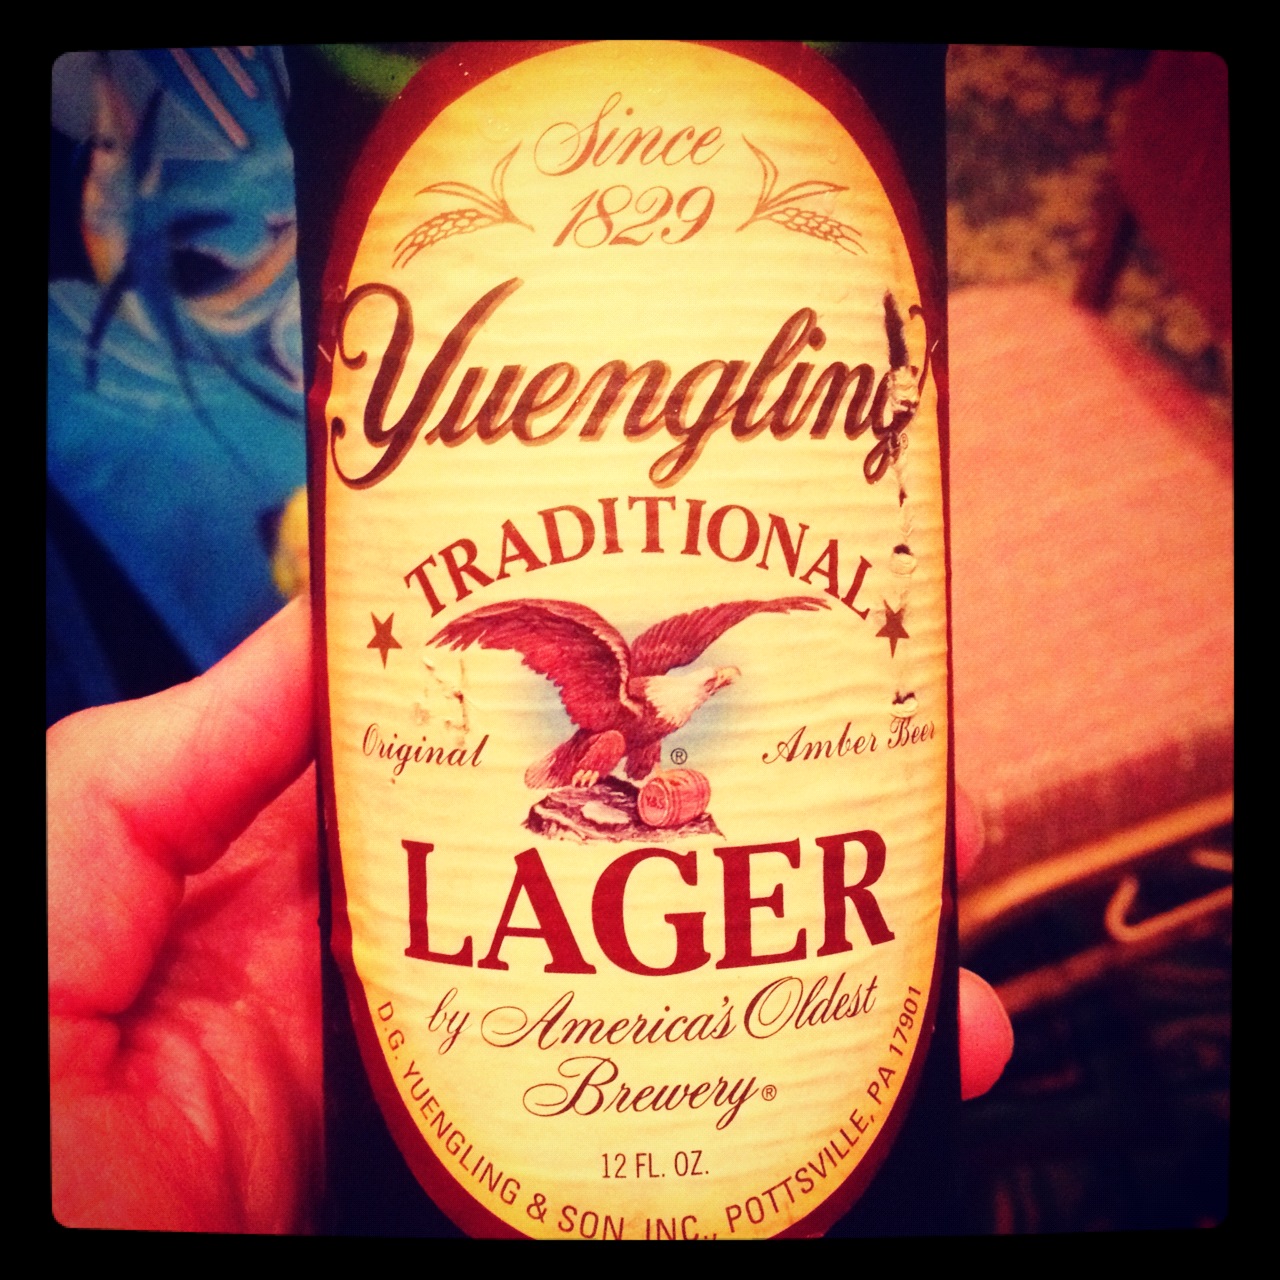 Since
1829
Yuengling
TRADITIONAL
Original
Amber Beer
®
Y&S
LAGER
by America's Oldest
Brewery®
12 FL. OZ.
D.G. YUENGLING & SON, INC., POTTSVILLE, PA 17901